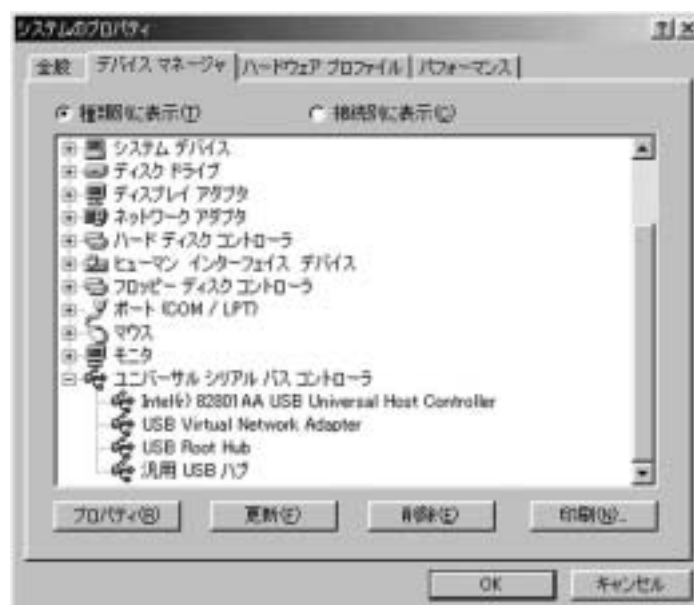 システムのプロパティ
全般 デバイス マネージャ ハードウェア プロファイル パフォーマンス
種類別に表示(T) 接続別に表示(C)
システム デバイス
ディスク ドライブ
ディスプレイ アダプタ
ネットワーク アダプタ
ハード ディスク コントローラ
ヒューマン インターフェイス デバイス
フロッピー ディスク コントローラ
ポート (COM / LPT)
マウス
モニタ
ユニバーサル シリアル バス コントローラ
Intel(r) 82801AA USB Universal Host Controller
USB Virtual Network Adapter
USB Root Hub
汎用 USB ハブ
プロパティ(R) 更新(F) 削除(E) 印刷(N)...
OK キャンセル